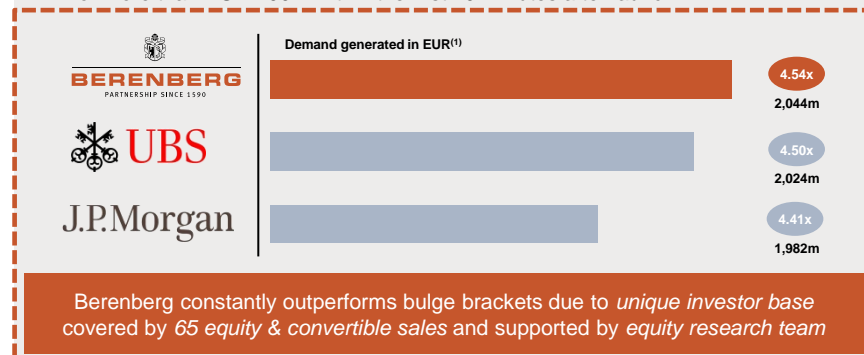 Demand generated in EUR(1)
BERENBERG
PARTNERSHIP SINCE 1590
4.54x
2,044m
UBS
4.50x
2,024m
J.P.Morgan
4.41x
1,982m
Berenberg constantly outperforms bulge brackets due to unique investor base
covered by 65 equity & convertible sales and supported by equity research team